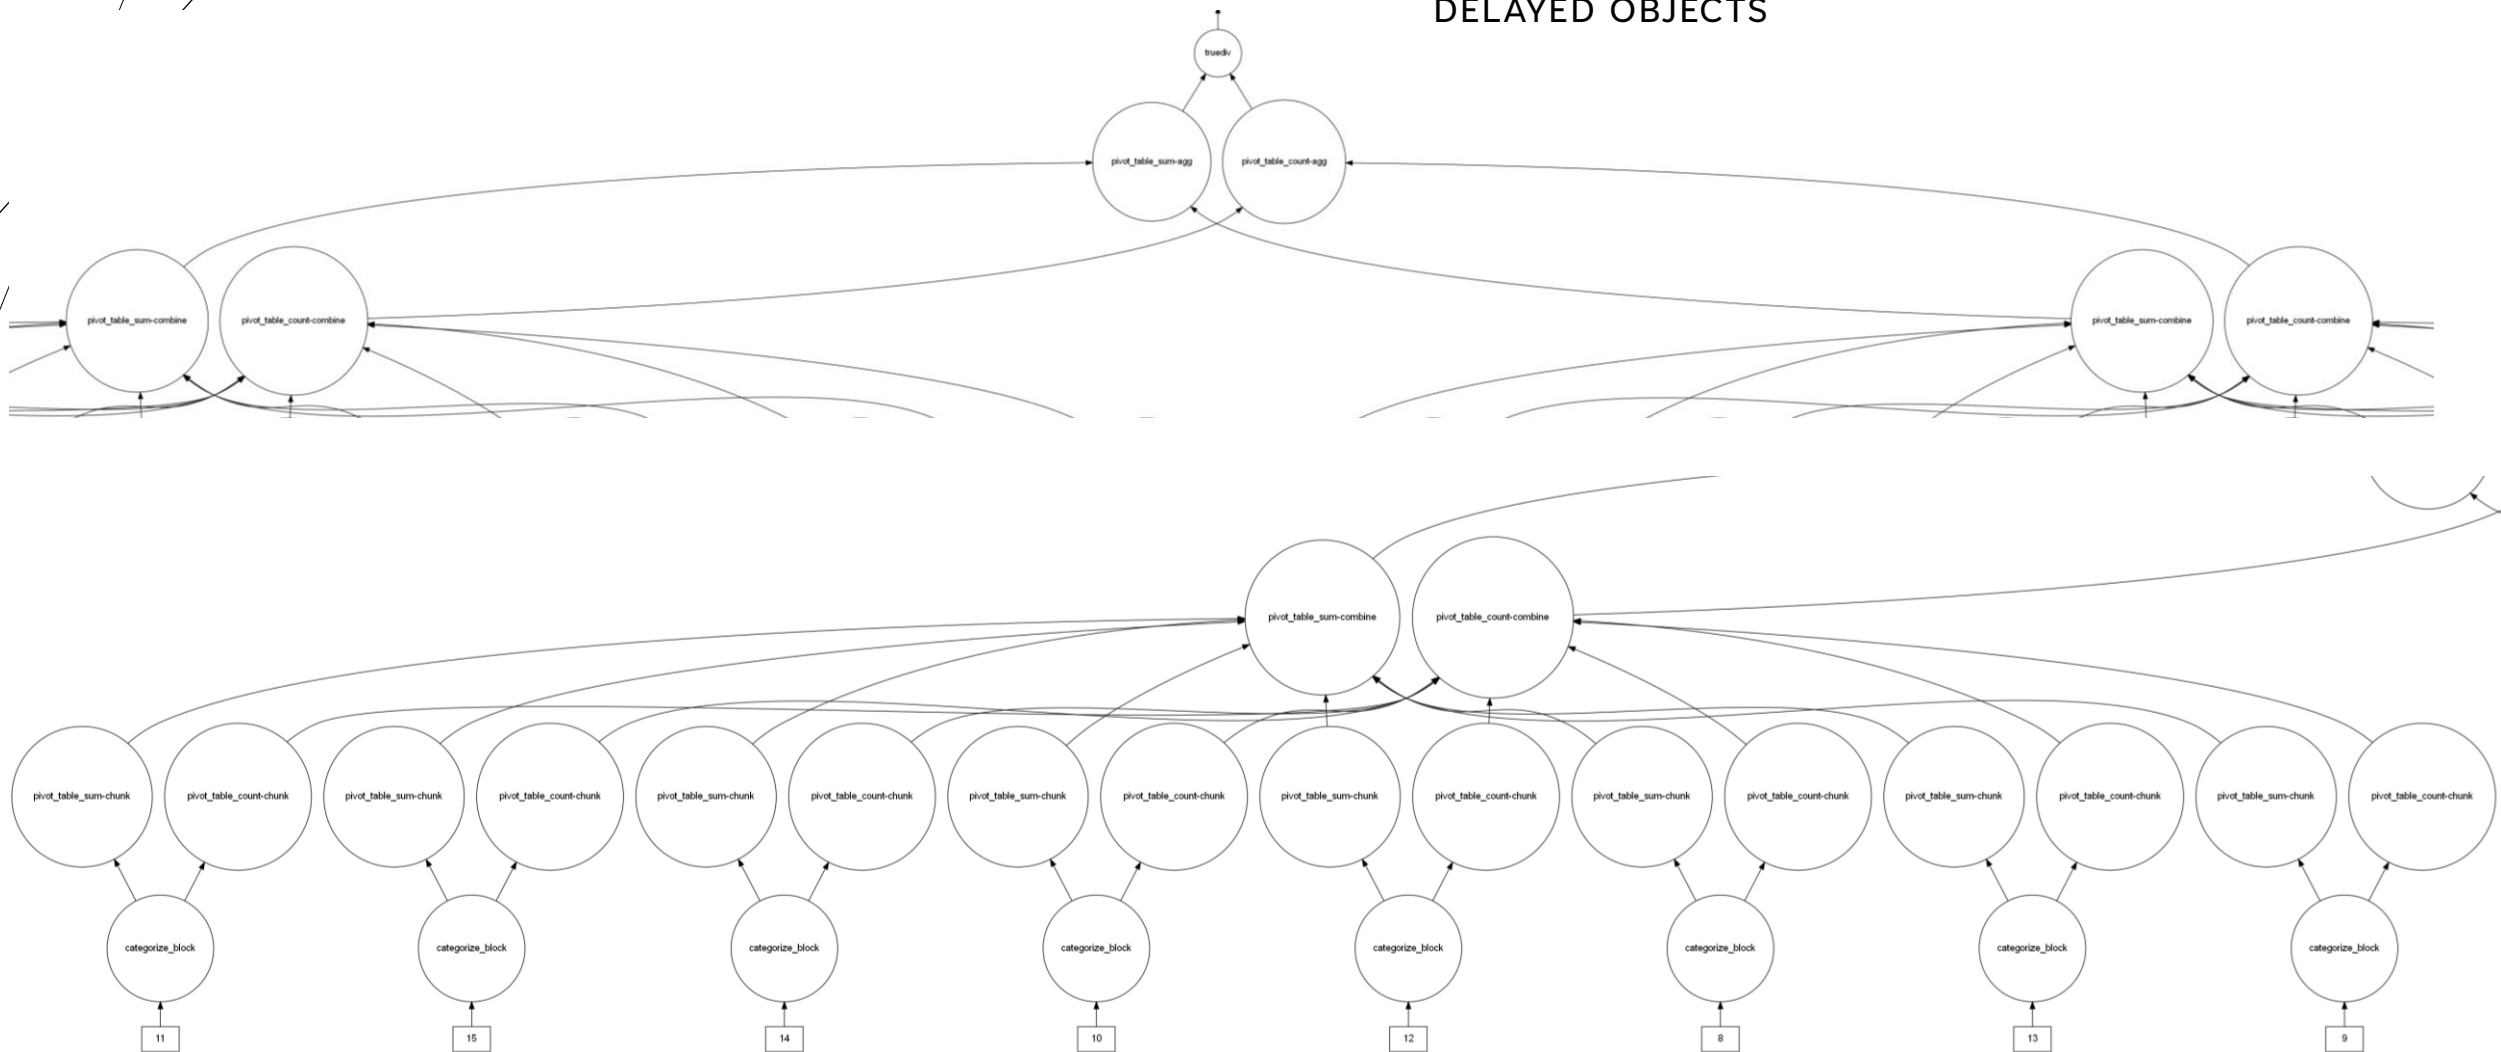 DELAYED OBJECTS
truediv
pivot_table_sum-agg pivot_table_count-agg
pivot_table_sum-combine pivot_table_count-combine pivot_table_sum-combine pivot_table_count-combine
pivot_table_sum-combine pivot_table_count-combine
pivot_table_sum-chunk pivot_table_count-chunk pivot_table_sum-chunk pivot_table_count-chunk pivot_table_sum-chunk pivot_table_count-chunk pivot_table_sum-chunk pivot_table_count-chunk pivot_table_sum-chunk pivot_table_count-chunk pivot_table_sum-chunk pivot_table_count-chunk pivot_table_sum-chunk pivot_table_count-chunk pivot_table_sum-chunk pivot_table_count-chunk
categorize_block categorize_block categorize_block categorize_block categorize_block categorize_block categorize_block categorize_block
11 15 14 10 12 8 13 9